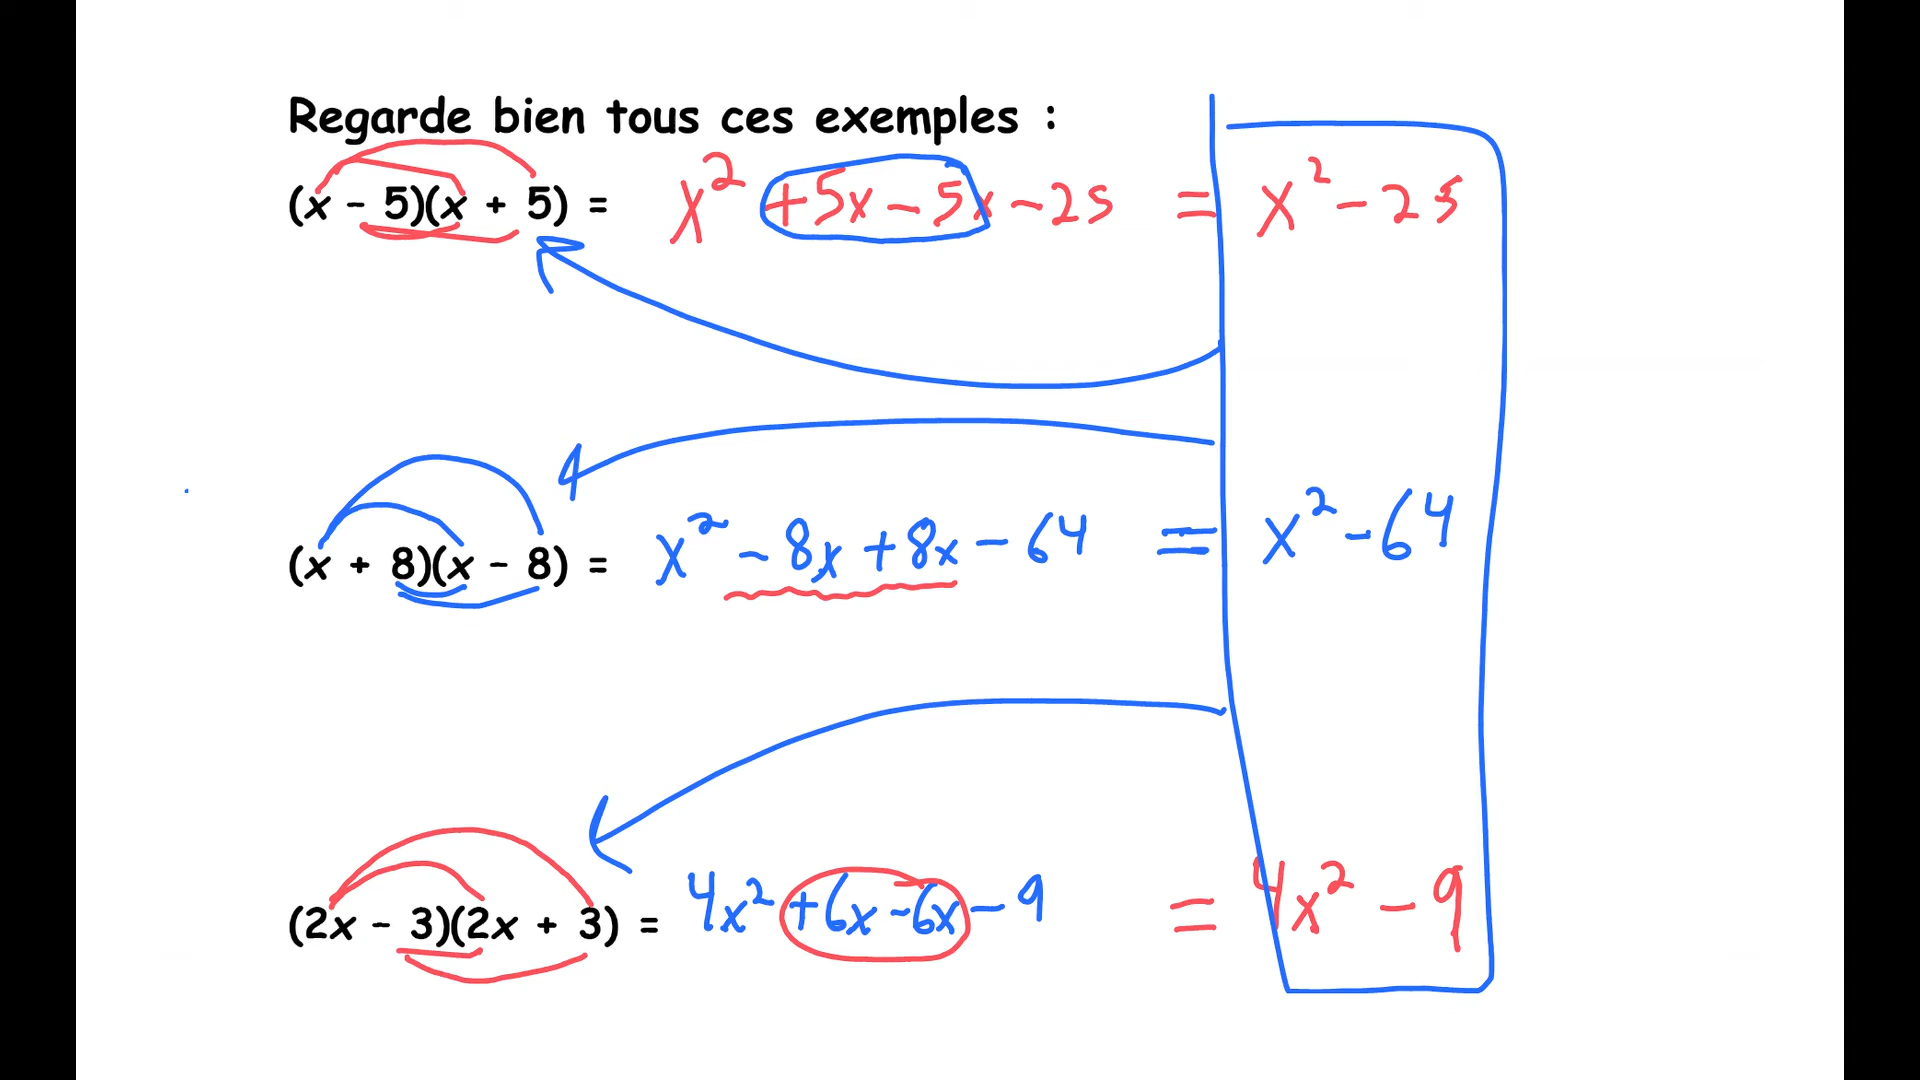 Regarde bien tous ces exemples :
(x - 5)(x + 5) = x² +5x - 5x - 25 = x² - 25
(x + 8)(x - 8) = x² - 8x + 8x - 64 = x² - 64
(2x - 3)(2x + 3) = 4x² +6x - 6x - 9 = 4x² - 9